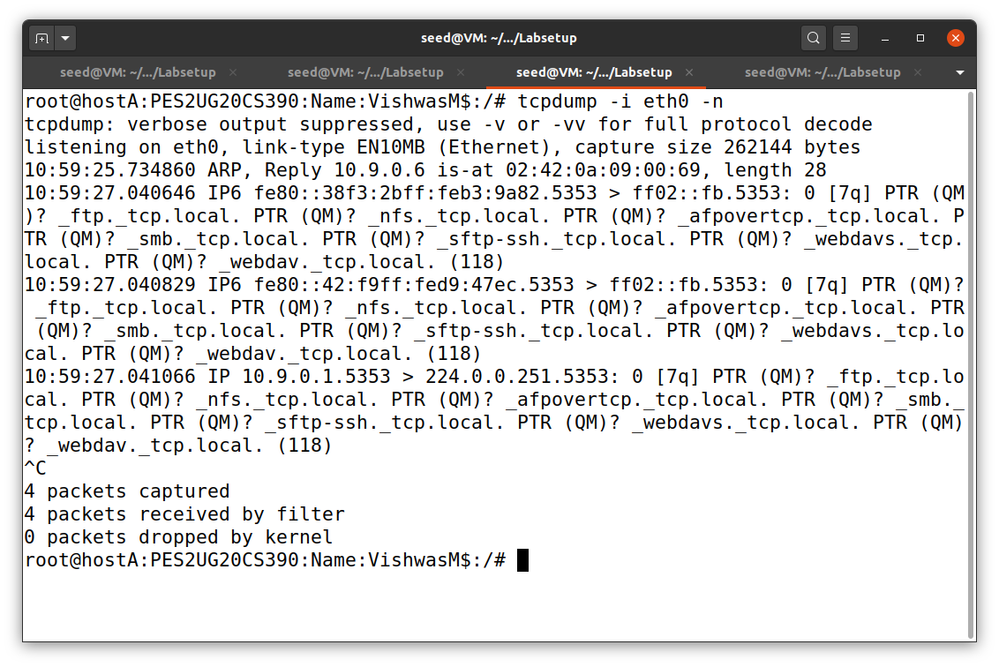 seed@VM: ~/.../Labsetup
seed@VM: ~/.../Labsetup
seed@VM: ~/.../Labsetup
seed@VM: ~/.../Labsetup
seed@VM: ~/.../Labsetup
root@hostA:PES2UG20CS390:Name:VishwasM$:/# tcpdump -i eth0 -n
tcpdump: verbose output suppressed, use -v or -vv for full protocol decode
listening on eth0, link-type EN10MB (Ethernet), capture size 262144 bytes
10:59:25.734860 ARP, Reply 10.9.0.6 is-at 02:42:0a:09:00:69, length 28
10:59:27.040646 IP6 fe80::38f3:2bff:feb3:9a82.5353 > ff02::fb.5353: 0 [7q] PTR (QM
)? _ftp._tcp.local. PTR (QM)? _nfs._tcp.local. PTR (QM)? _afpovertcp._tcp.local. P
TR (QM)? _smb._tcp.local. PTR (QM)? _sftp-ssh._tcp.local. PTR (QM)? _webdavs._tcp.
local. PTR (QM)? _webdav._tcp.local. (118)
10:59:27.040829 IP6 fe80::42:f9ff:fed9:47ec.5353 > ff02::fb.5353: 0 [7q] PTR (QM)?
 _ftp._tcp.local. PTR (QM)? _nfs._tcp.local. PTR (QM)? _afpovertcp._tcp.local. PTR
 (QM)? _smb._tcp.local. PTR (QM)? _sftp-ssh._tcp.local. PTR (QM)? _webdavs._tcp.lo
cal. PTR (QM)? _webdav._tcp.local. (118)
10:59:27.041066 IP 10.9.0.1.5353 > 224.0.0.251.5353: 0 [7q] PTR (QM)? _ftp._tcp.lo
cal. PTR (QM)? _nfs._tcp.local. PTR (QM)? _afpovertcp._tcp.local. PTR (QM)? _smb._
tcp.local. PTR (QM)? _sftp-ssh._tcp.local. PTR (QM)? _webdavs._tcp.local. PTR (QM)
? _webdav._tcp.local. (118)
^C
4 packets captured
4 packets received by filter
0 packets dropped by kernel
root@hostA:PES2UG20CS390:Name:VishwasM$:/#